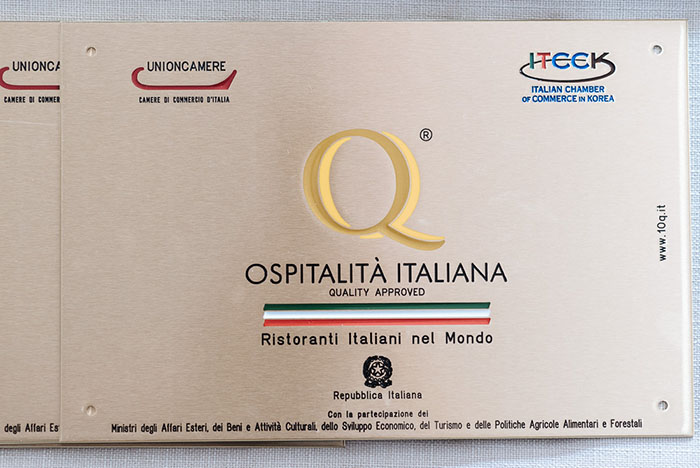 UNIONCAMERE
CAMERE DI COMMER
degli Affari Es
UNIONCAMERE
CAMERE DI COMMERCIO D'ITALIA
ITCCK
ITALIAN CHAMBER
OF COMMERCE IN KOREA
Q®
OSPITALITÀ ITALIANA
QUALITY APPROVED
Ristoranti Italiani nel Mondo
Repubblica Italiana
Con la partecipazione dei
Ministri degli Affari Esteri, dei Beni e Attività Culturali, dello Sviluppo Economico, del Turismo e delle Politiche Agricole Alimentari e Forestali
www.10q.it